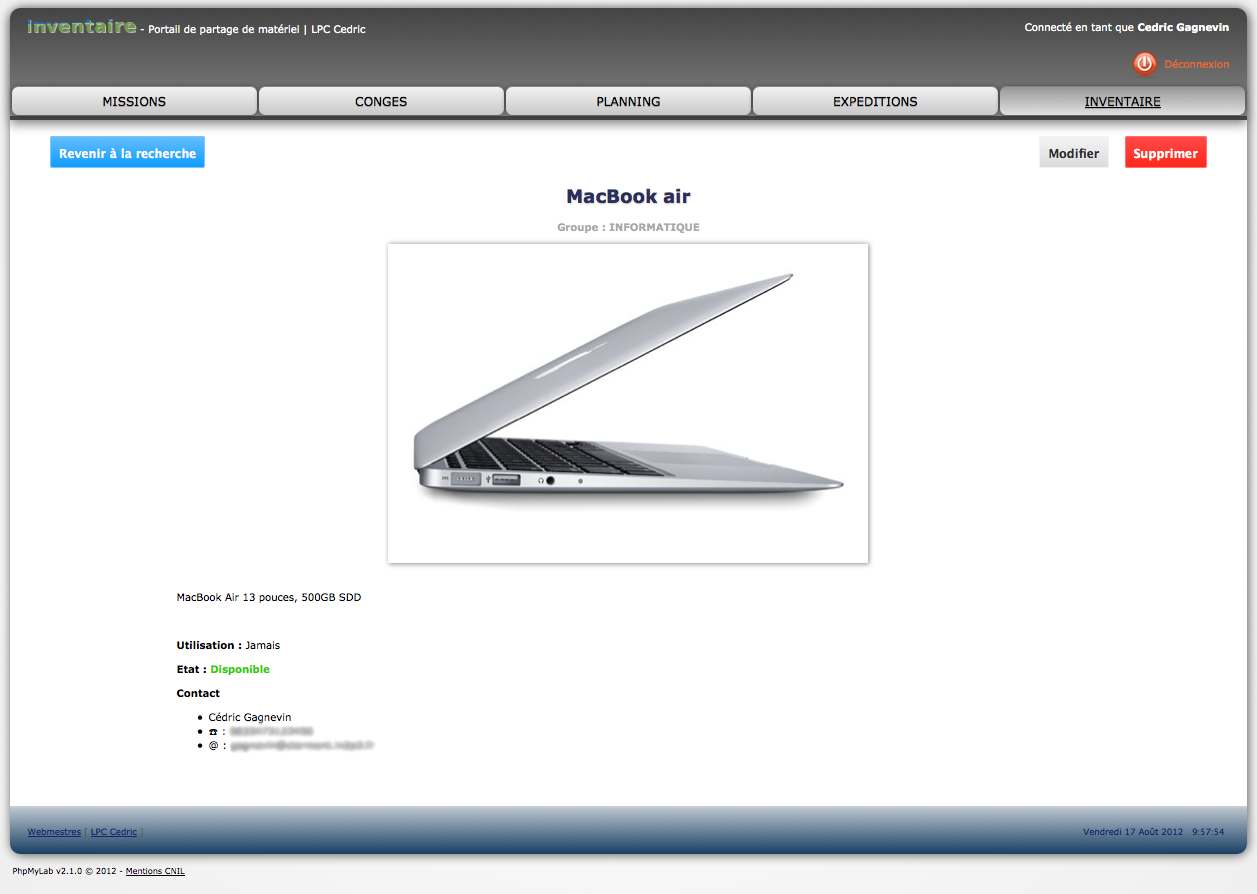 Inventaire - Portail de partage de matériel | LPC Cedric
Connecté en tant que Cedric Gagnevin
Déconnexion
MISSIONS CONGES PLANNING EXPEDITIONS INVENTAIRE
Revenir à la recherche
Modifier Supprimer
MacBook air
Groupe : INFORMATIQUE
MacBook Air 13 pouces, 500GB SDD
Utilisation : Jamais
Etat : Disponible
Contact
• Cédric Gagnevin
• ☎ :
• @ :
Webmestres [ LPC Cedric ]
Vendredi 17 Août 2012 9:57:54
PhpMyLab v2.1.0 © 2012 - Mentions CNIL